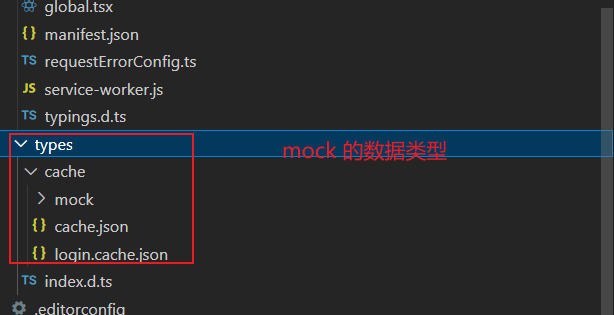 global.tsx
{} manifest.json
TS requestErrorConfig.ts
JS service-worker.js
TS typings.d.ts
types
mock 的数据类型
cache
mock
{} cache.json
{} login.cache.json
TS index.d.ts
.editorconfig